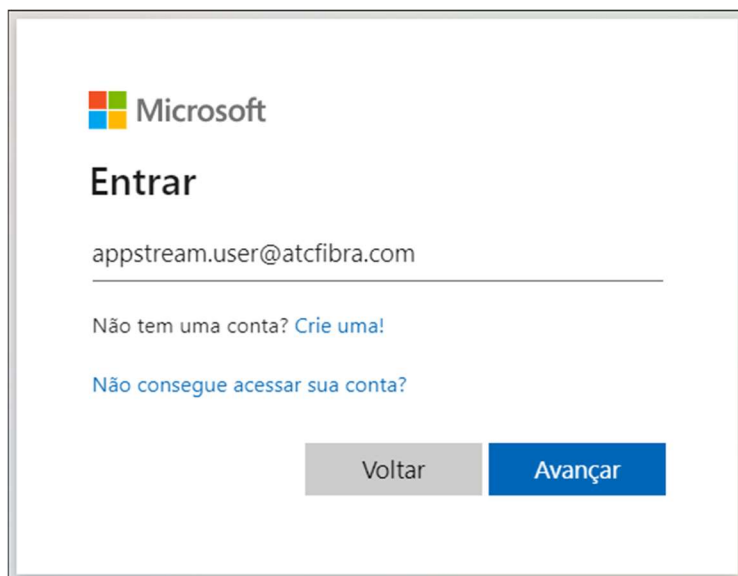 Microsoft
Entrar
appstream.user@atcfibra.com
Não tem uma conta? Crie uma!
Não consegue acessar sua conta?
Voltar Avançar